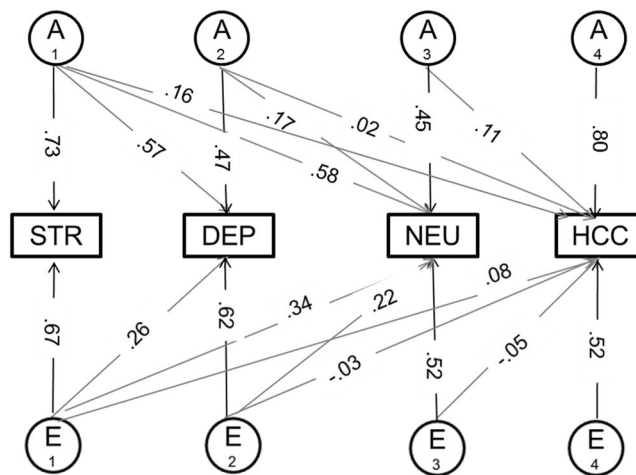 A A A A
1 2 3 4
.16 .17 .02 .45 .11
.73 .57 .47 .58 .80
STR DEP NEU HCC
.67 .26 .62 .34 .22 .08
-.03 .52 -.05 .52
E E E E
1 2 3 4